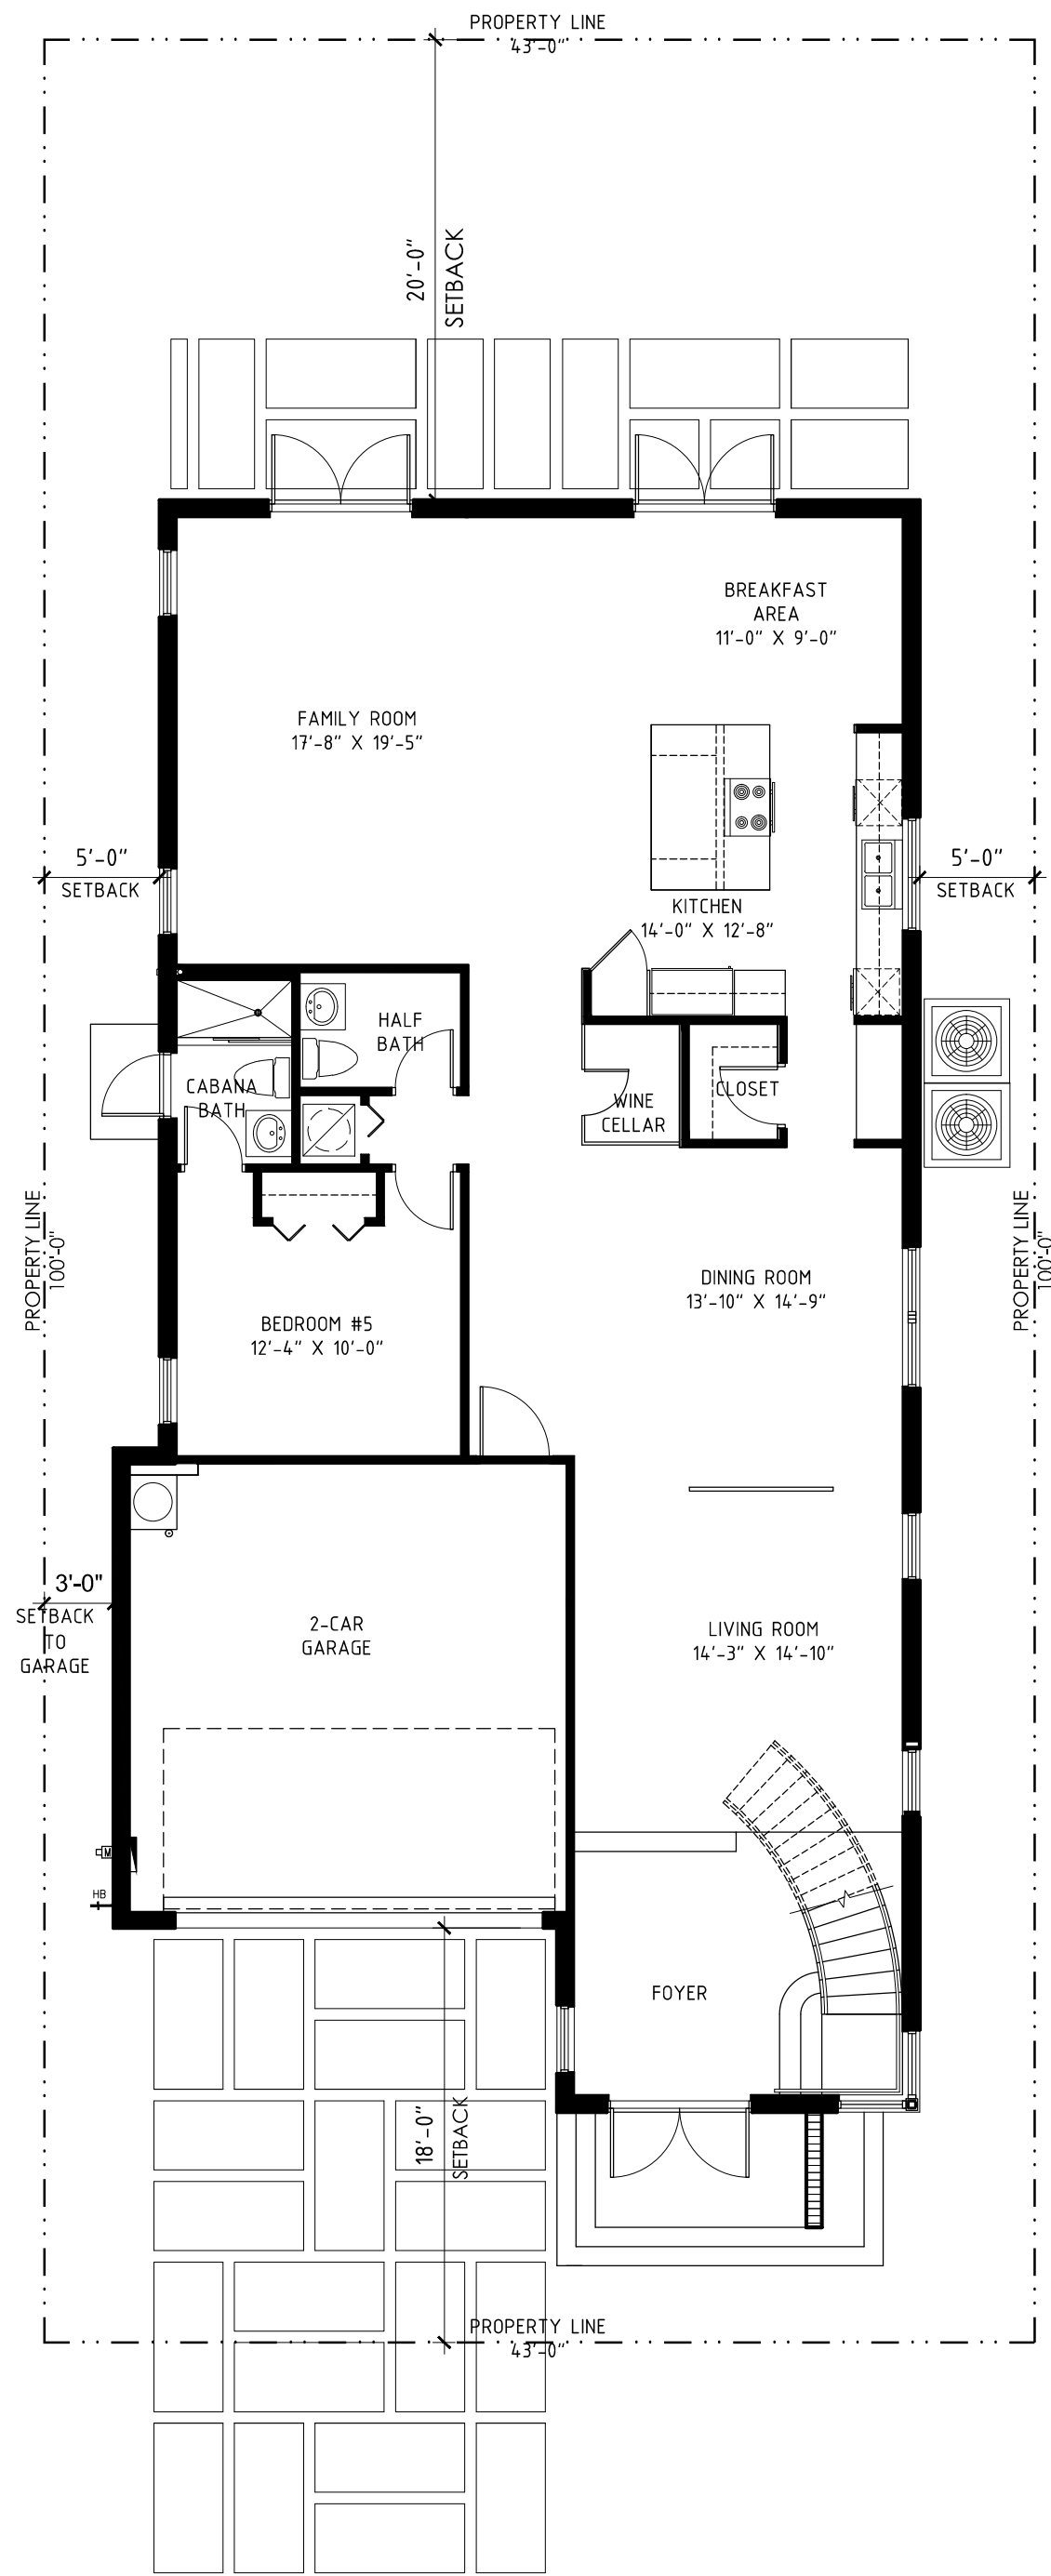 PROPERTY LINE
43'-0"
20'-0"
SETBACK
BREAKFAST
AREA
11'-0" X 9'-0"
FAMILY ROOM
17'-8" X 19'-5"
5'-0"
SETBACK
5'-0"
SETBACK
KITCHEN
14'-0" X 12'-8"
HALF
BATH
CABANA
BATH
WINE
CELLAR
CLOSET
PROPERTY LINE
100'-0"
PROPERTY LINE
100'-0"
DINING ROOM
13'-10" X 14'-9"
BEDROOM #5
12'-4" X 10'-0"
3'-0"
SETBACK
TO
GARAGE
2-CAR
GARAGE
LIVING ROOM
14'-3" X 14'-10"
M
HB
FOYER
18'-0"
SETBACK
PROPERTY LINE
43'-0"